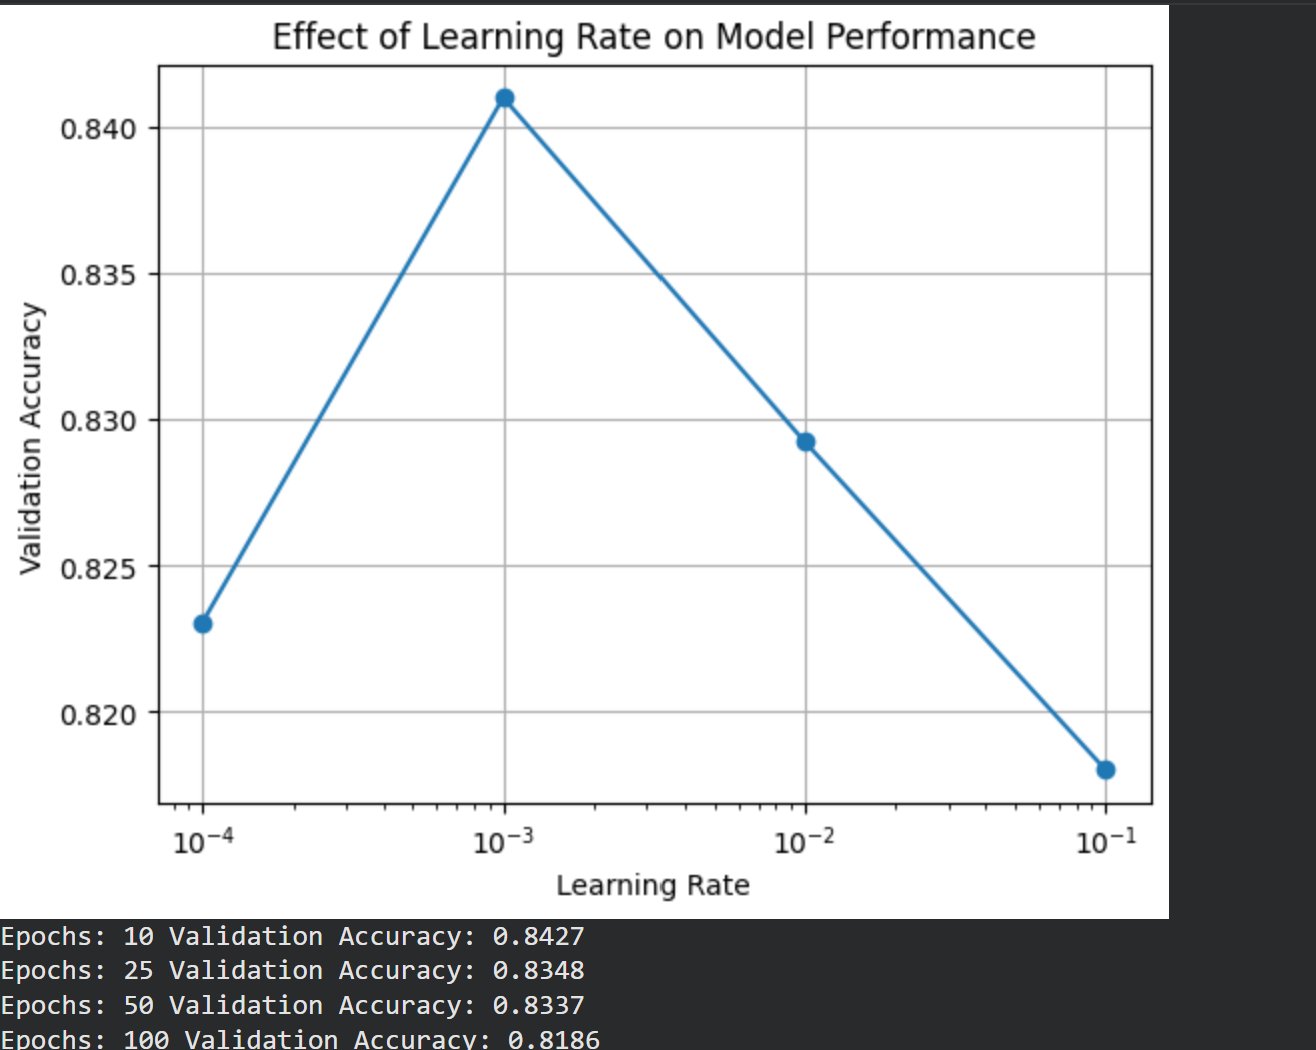 Effect of Learning Rate on Model Performance
Validation Accuracy
0.840
0.835
0.830
0.825
0.820
10⁻⁴ 10⁻³ 10⁻² 10⁻¹
Learning Rate
Epochs: 10 Validation Accuracy: 0.8427
Epochs: 25 Validation Accuracy: 0.8348
Epochs: 50 Validation Accuracy: 0.8337
Epochs: 100 Validation Accuracy: 0.8186